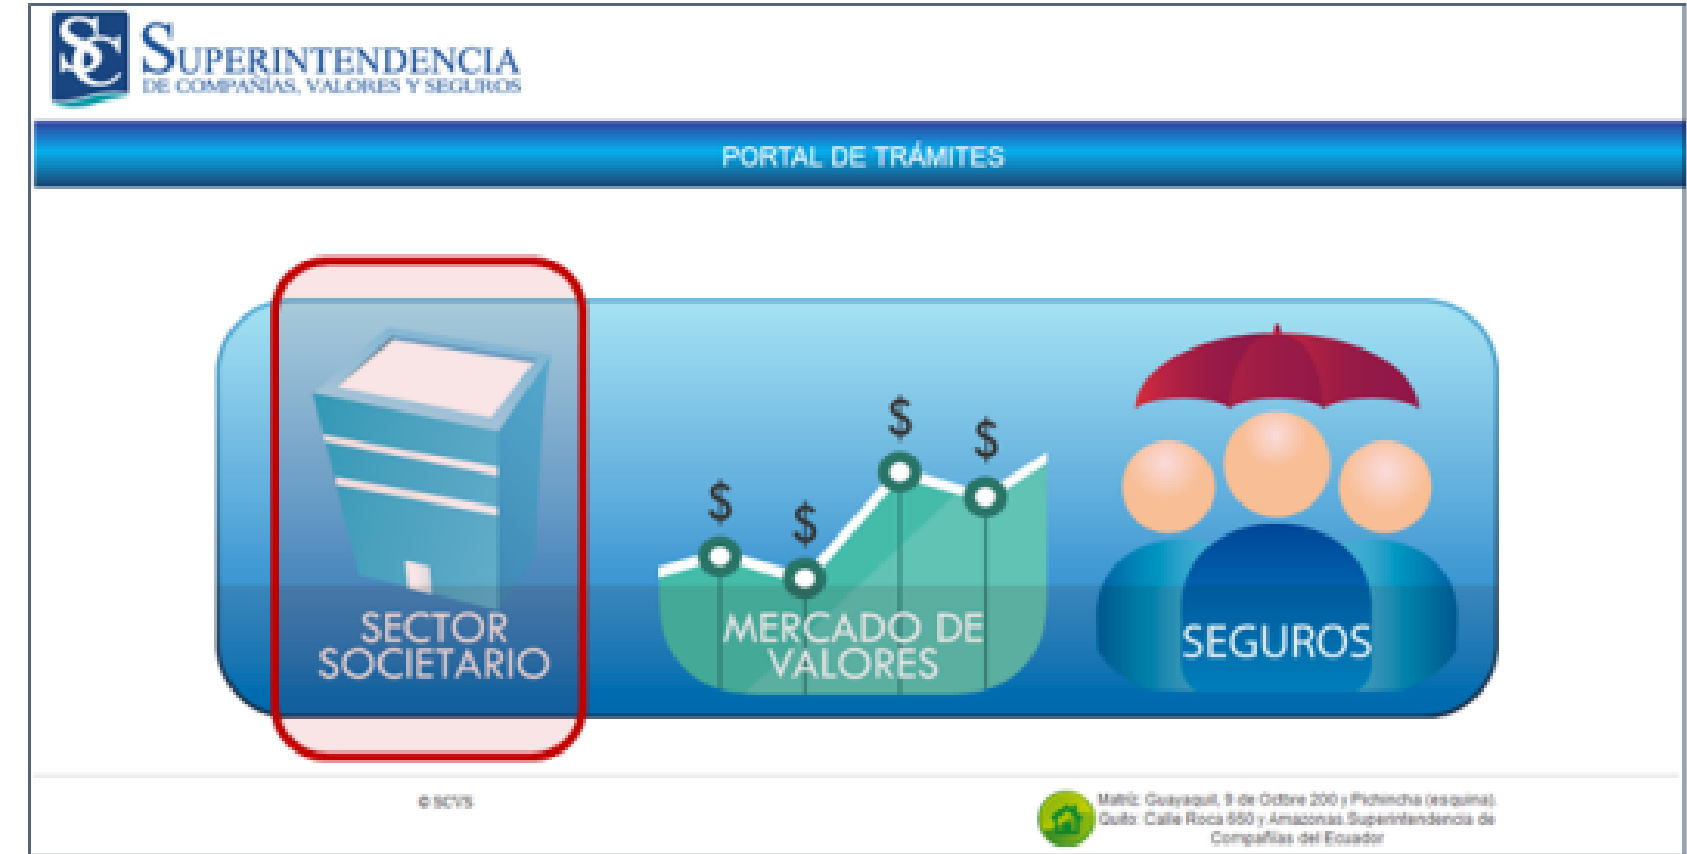 SC
SUPERINTENDENCIA
DE COMPAÑÍAS, VALORES Y SEGUROS
PORTAL DE TRÁMITES
$
$
$
$
SECTOR
SOCIETARIO
MERCADO DE
VALORES
SEGUROS
© SCVS
Matriz: Guayaquil, 9 de Octbre 200 y Pichincha (esquina).
Quito: Calle Roca 660 y Amazonas.Superintendencia de
Compañías del Ecuador